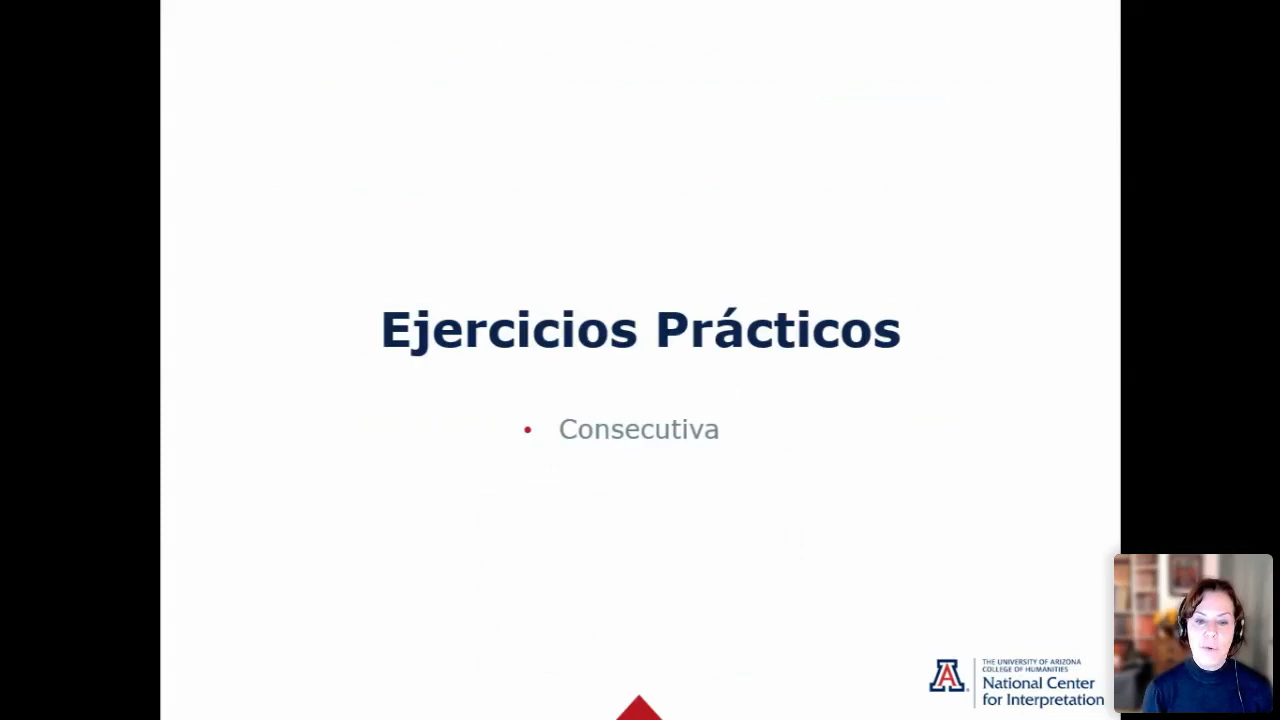 Ejercicios Prácticos
• Consecutiva
THE UNIVERSITY OF ARIZONA
COLLEGE OF HUMANITIES
National Center
for Interpretation